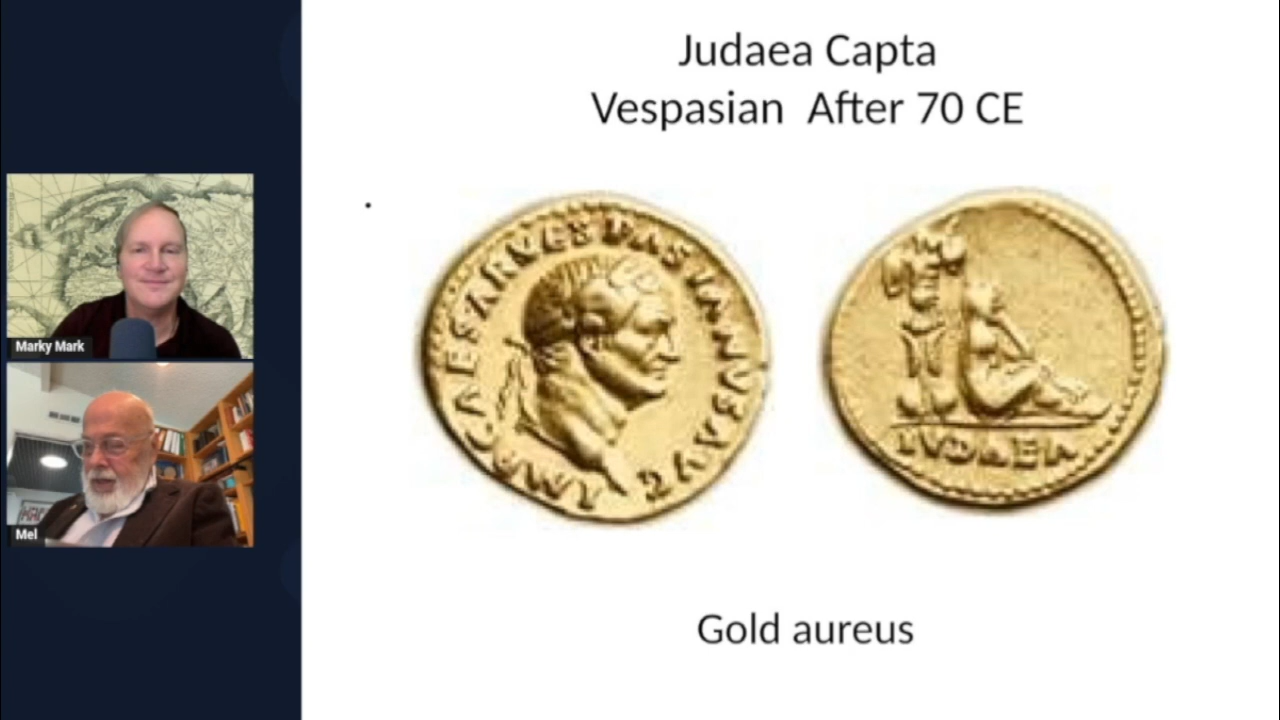 Judaea Capta
Vespasian After 70 CE
IMP CAESAR VESPASIANVS AVG
IVDAEA
Gold aureus
Marky Mark
Mel